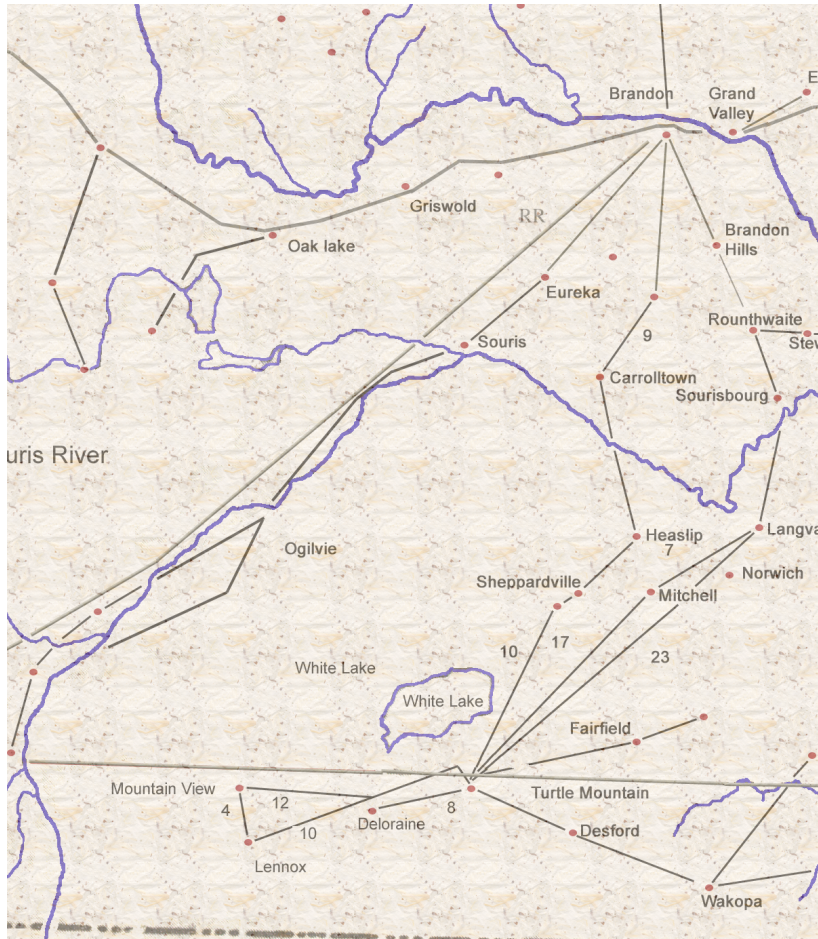 E
Brandon
Grand
Valley
Griswold
RR
Oak lake
Brandon
Hills
Eureka
Rounthwaite
9
Souris
Stev
Carrolltown
Sourisbourg
uris River
Langva
Heaslip
7
Ogilvie
Norwich
Sheppardville
Mitchell
10
17
23
White Lake
White Lake
Fairfield
Mountain View
12
4
8
Turtle Mountain
10
Deloraine
Desford
Lennox
Wakopa